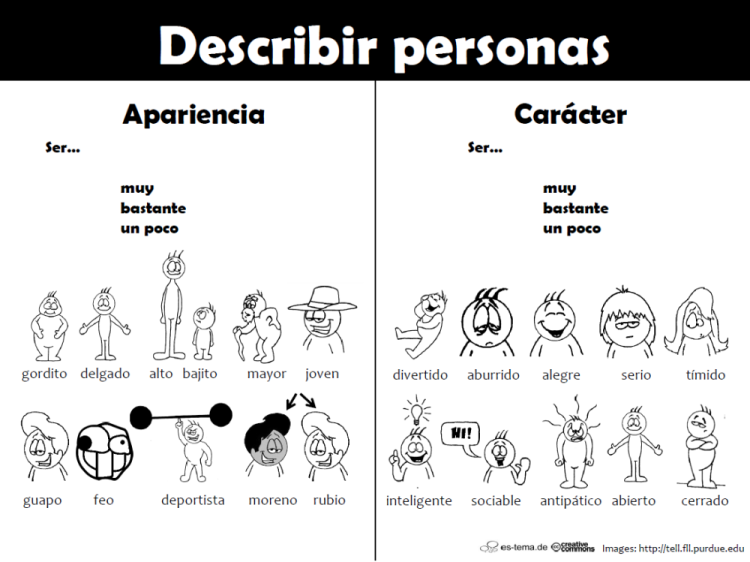 Describir personas
Apariencia
Ser...
muy
bastante
un poco
gordito delgado alto bajito mayor joven
guapo feo deportista moreno rubio
Carácter
Ser...
muy
bastante
un poco
divertido aburrido alegre serio tímido
HI!
inteligente sociable antipático abierto cerrado
es-tema.de creative commons Images: http://tell.fll.purdue.edu